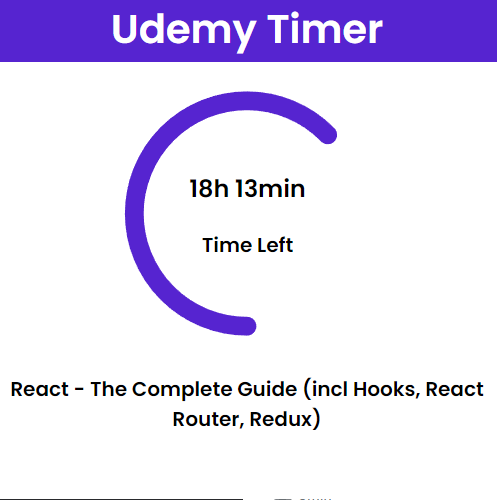 Udemy Timer
18h 13min
Time Left
React - The Complete Guide (incl Hooks, React
Router, Redux)